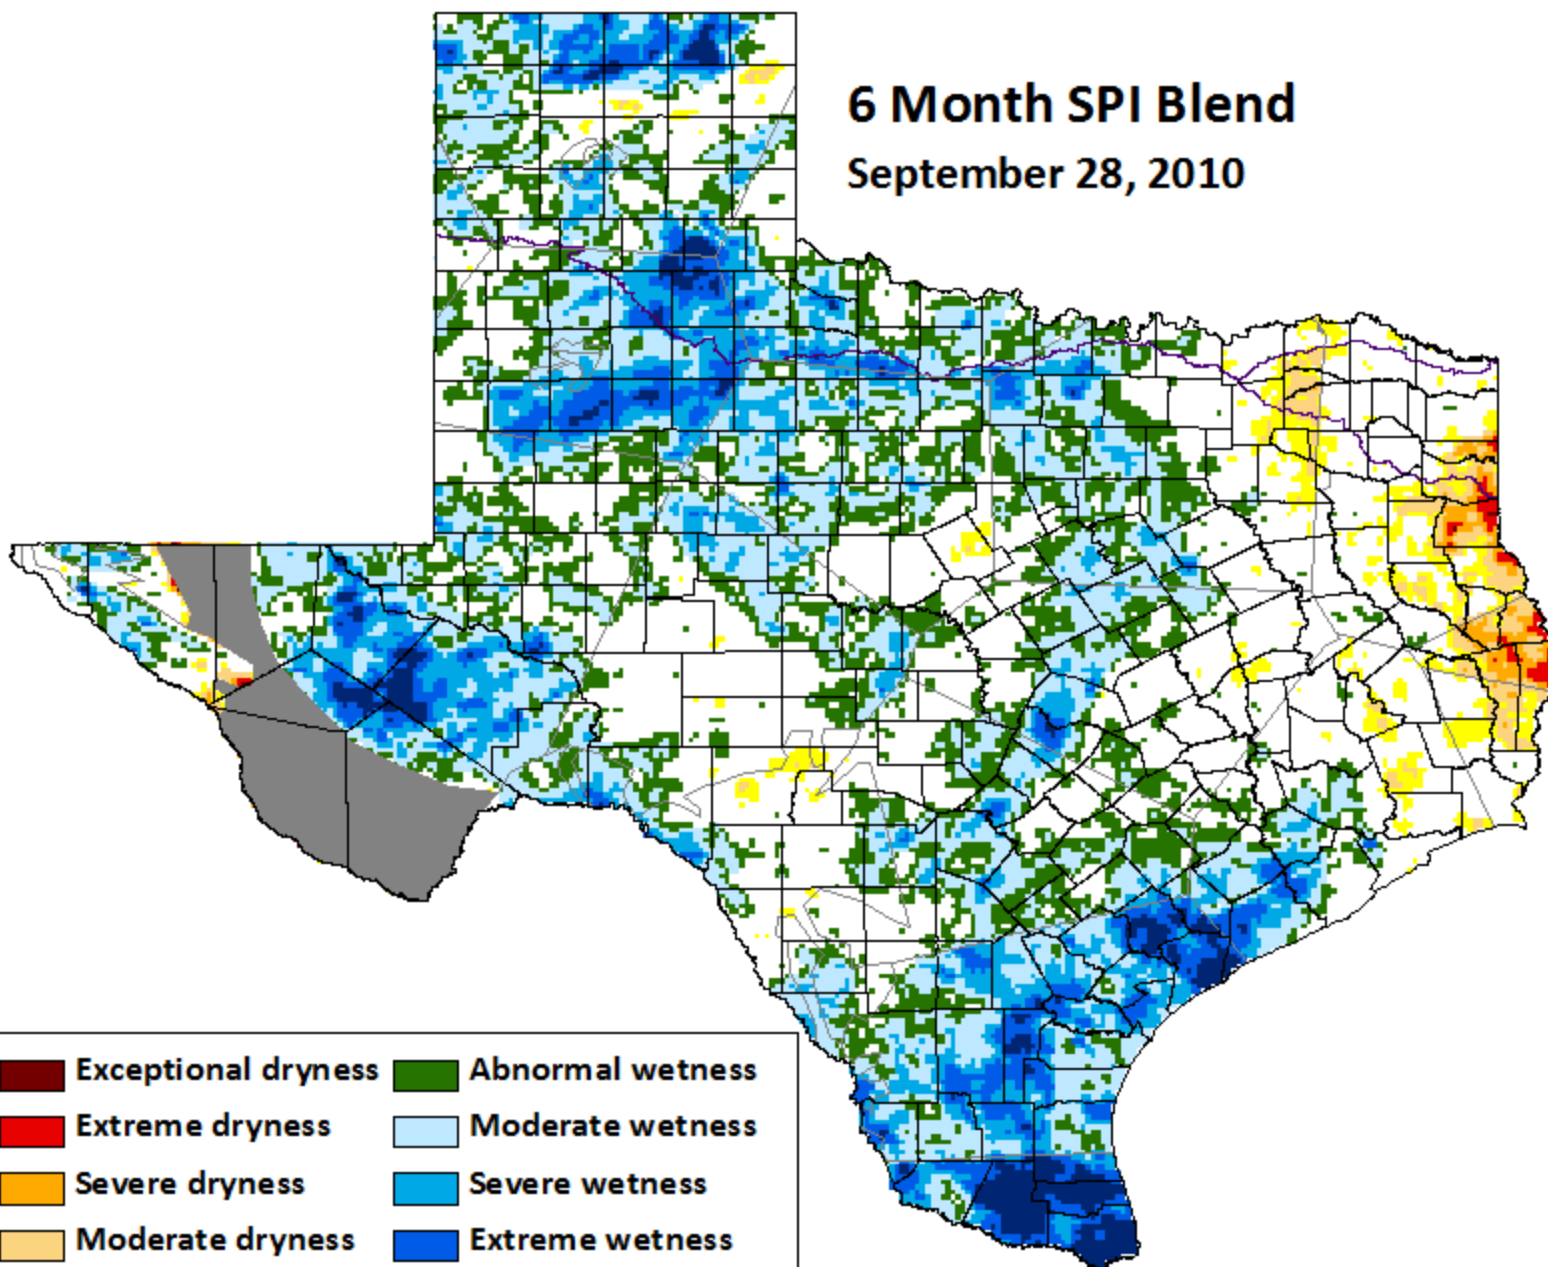 6 Month SPI Blend
September 28, 2010
Exceptional dryness
Abnormal wetness
Extreme dryness
Moderate wetness
Severe dryness
Severe wetness
Moderate dryness
Extreme wetness